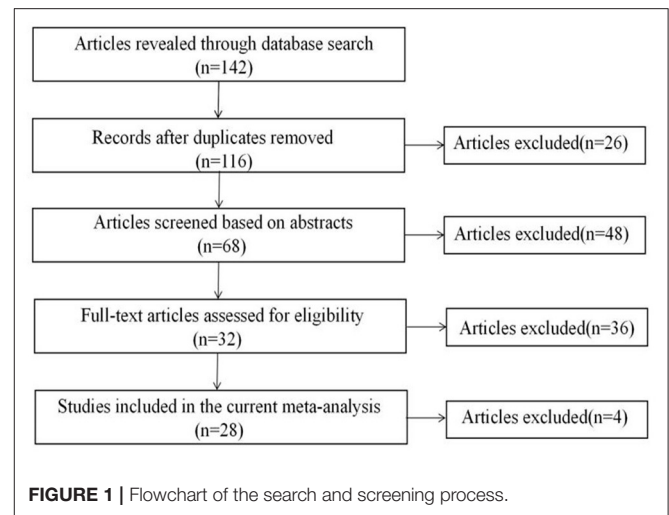 Articles revealed through database search
(n=142)
Records after duplicates removed
(n=116)
Articles excluded(n=26)
Articles screened based on abstracts
(n=68)
Articles excluded(n=48)
Full-text articles assessed for eligibility
(n=32)
Articles excluded(n=36)
Studies included in the current meta-analysis
(n=28)
Articles excluded(n=4)
FIGURE 1 | Flowchart of the search and screening process.